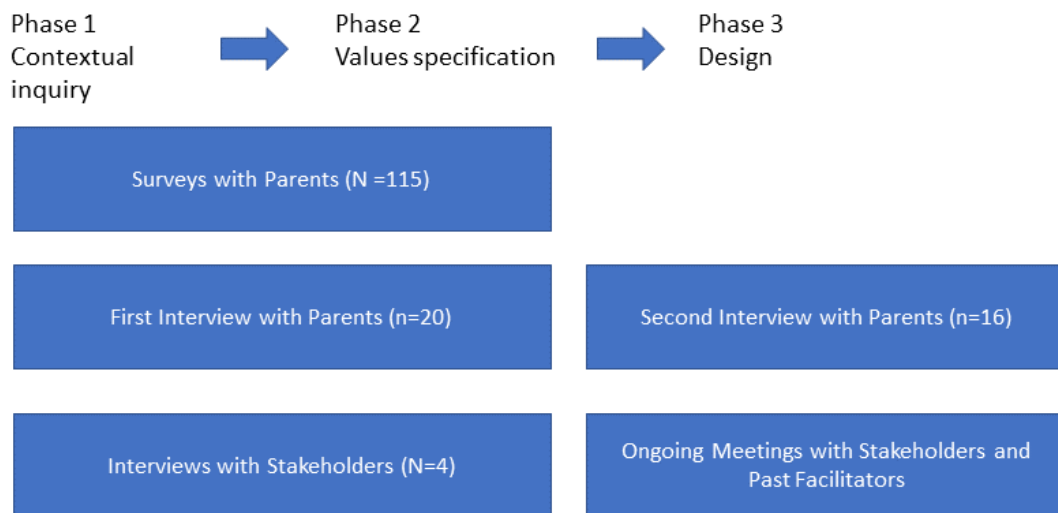 Phase 1
Contextual
inquiry
Phase 2
Values specification
Phase 3
Design
Surveys with Parents (N =115)
First Interview with Parents (n=20)
Second Interview with Parents (n=16)
Interviews with Stakeholders (N=4)
Ongoing Meetings with Stakeholders and
Past Facilitators